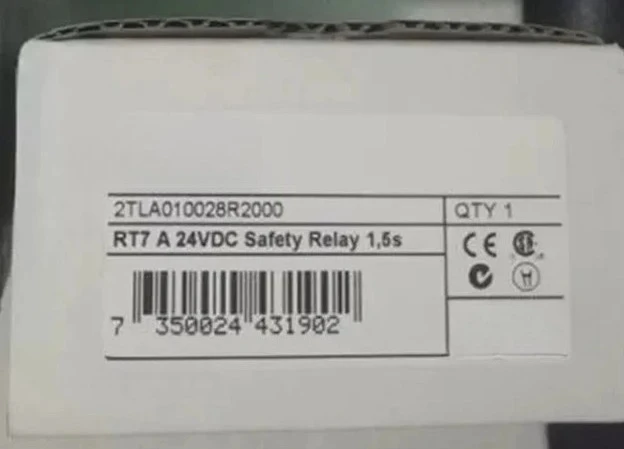 2TLA010028R2000
QTY 1
RT7 A 24VDC Safety Relay 1,5s
7 350024 431902